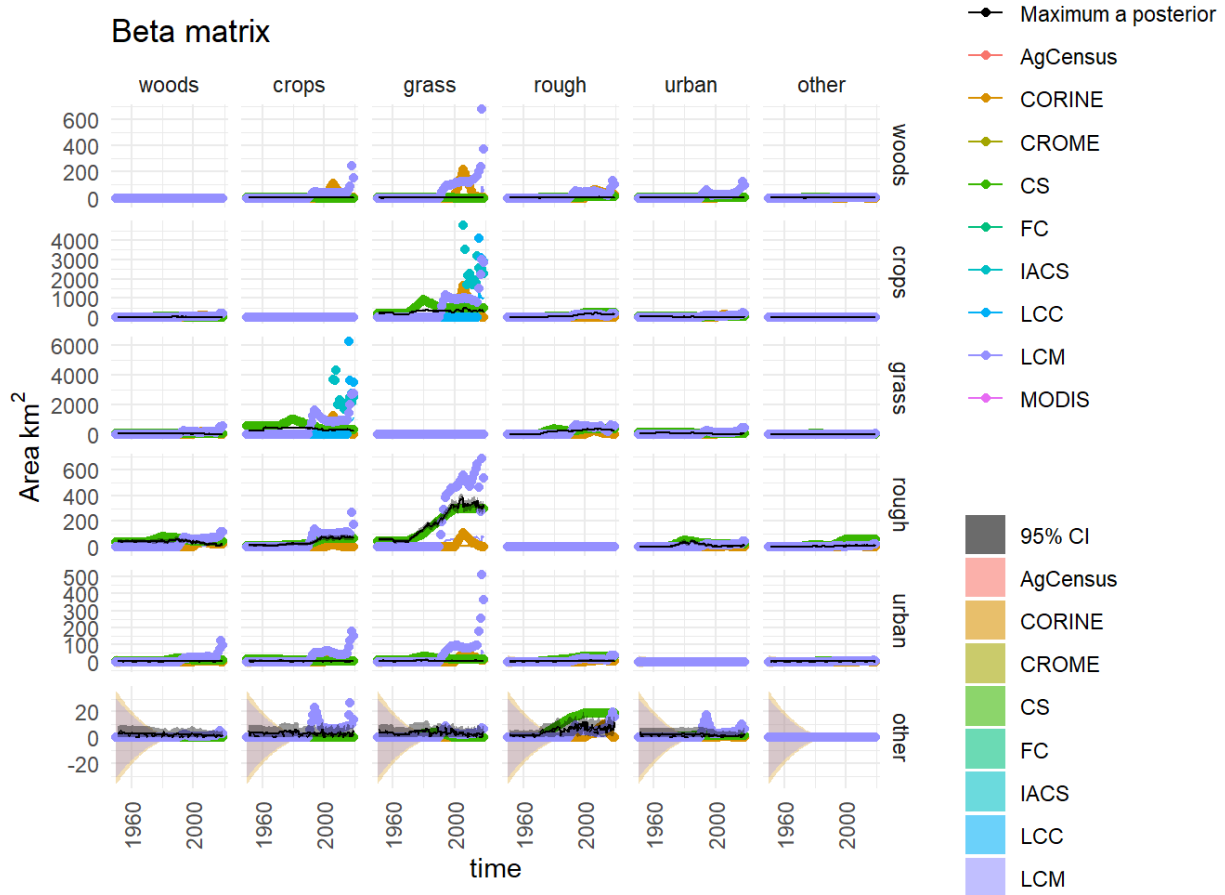 Beta matrix
woods crops grass rough urban other
600
400
200
0
woods
4000
3000
2000
1000
0
crops
6000
4000
2000
0
grass
600
400
200
0
rough
500
400
300
200
100
0
urban
20
0
-20
other
1960 2000 1960 2000 1960 2000 1960 2000 1960 2000 1960 2000
time
Area km²
Maximum a posterior
AgCensus
CORINE
CROME
CS
FC
IACS
LCC
LCM
MODIS
95% CI
AgCensus
CORINE
CROME
CS
FC
IACS
LCC
LCM